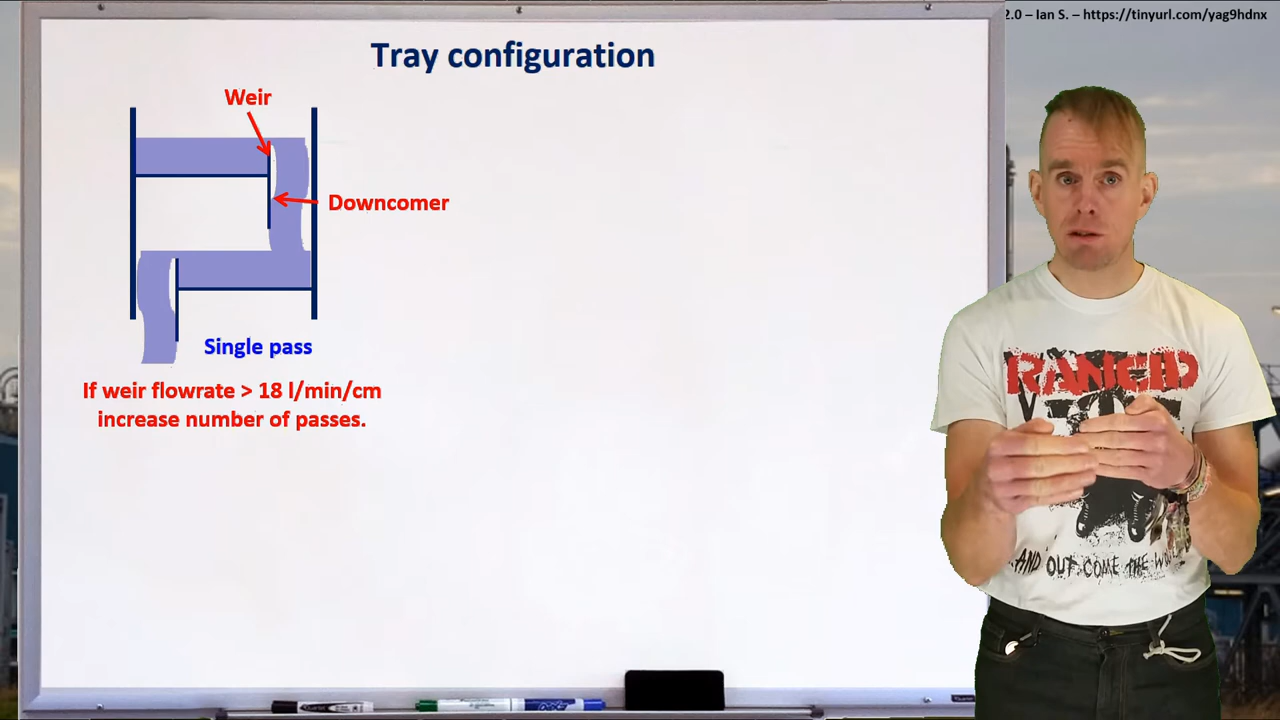 2.0 – Ian S. – https://tinyurl.com/yag9hdnx
Tray configuration
Weir
Downcomer
Single pass
If weir flowrate > 18 l/min/cm
increase number of passes.
RANCID
AND OUT COME THE